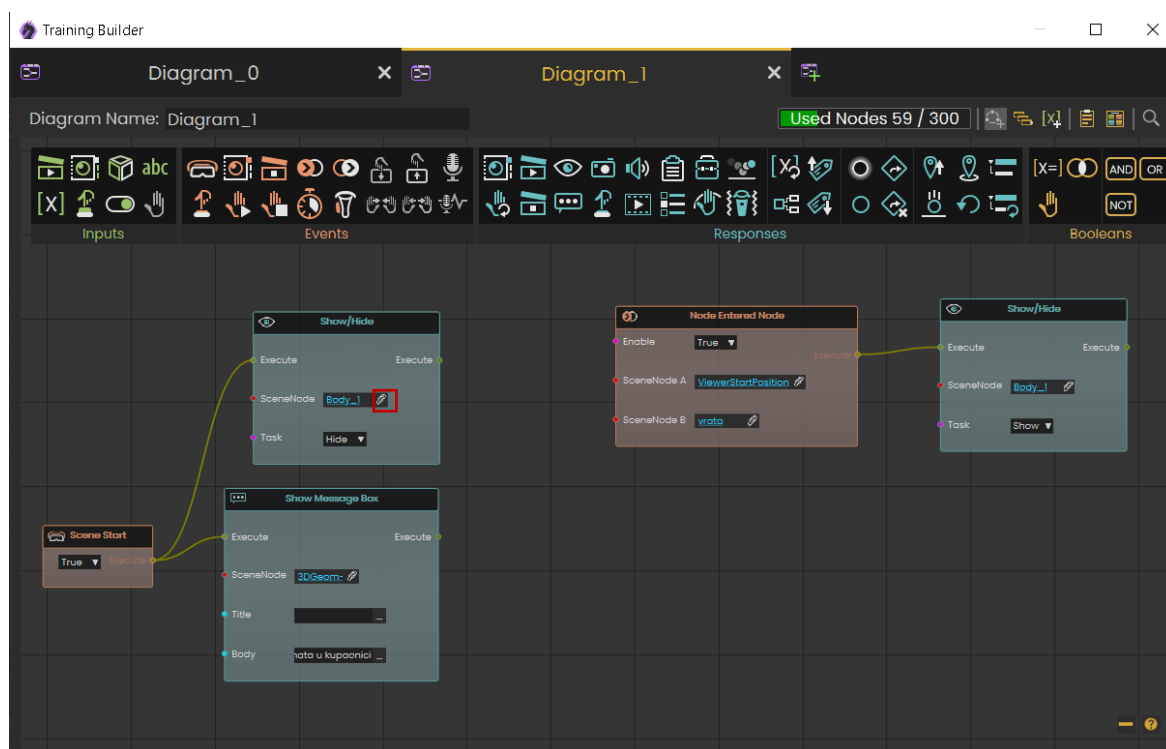 Training Builder
Diagram_0
Diagram_1
Diagram Name: Diagram_1
Used Nodes 59 / 300
abc
[X]
[X]
[X=]
AND
OR
NOT
Inputs
Events
Responses
Booleans
Show/Hide
Execute Execute
SceneNode Body_1
Task Hide
Show Message Box
Execute Execute
SceneNode 3DGeom-
Title ...
Body nata u kupaonici ...
Scene Start
True Execute
Node Entered Node
Enable True
Execute
SceneNode A ViewerStartPosition
SceneNode B vrata
Show/Hide
Execute Execute
SceneNode Body_1
Task Show